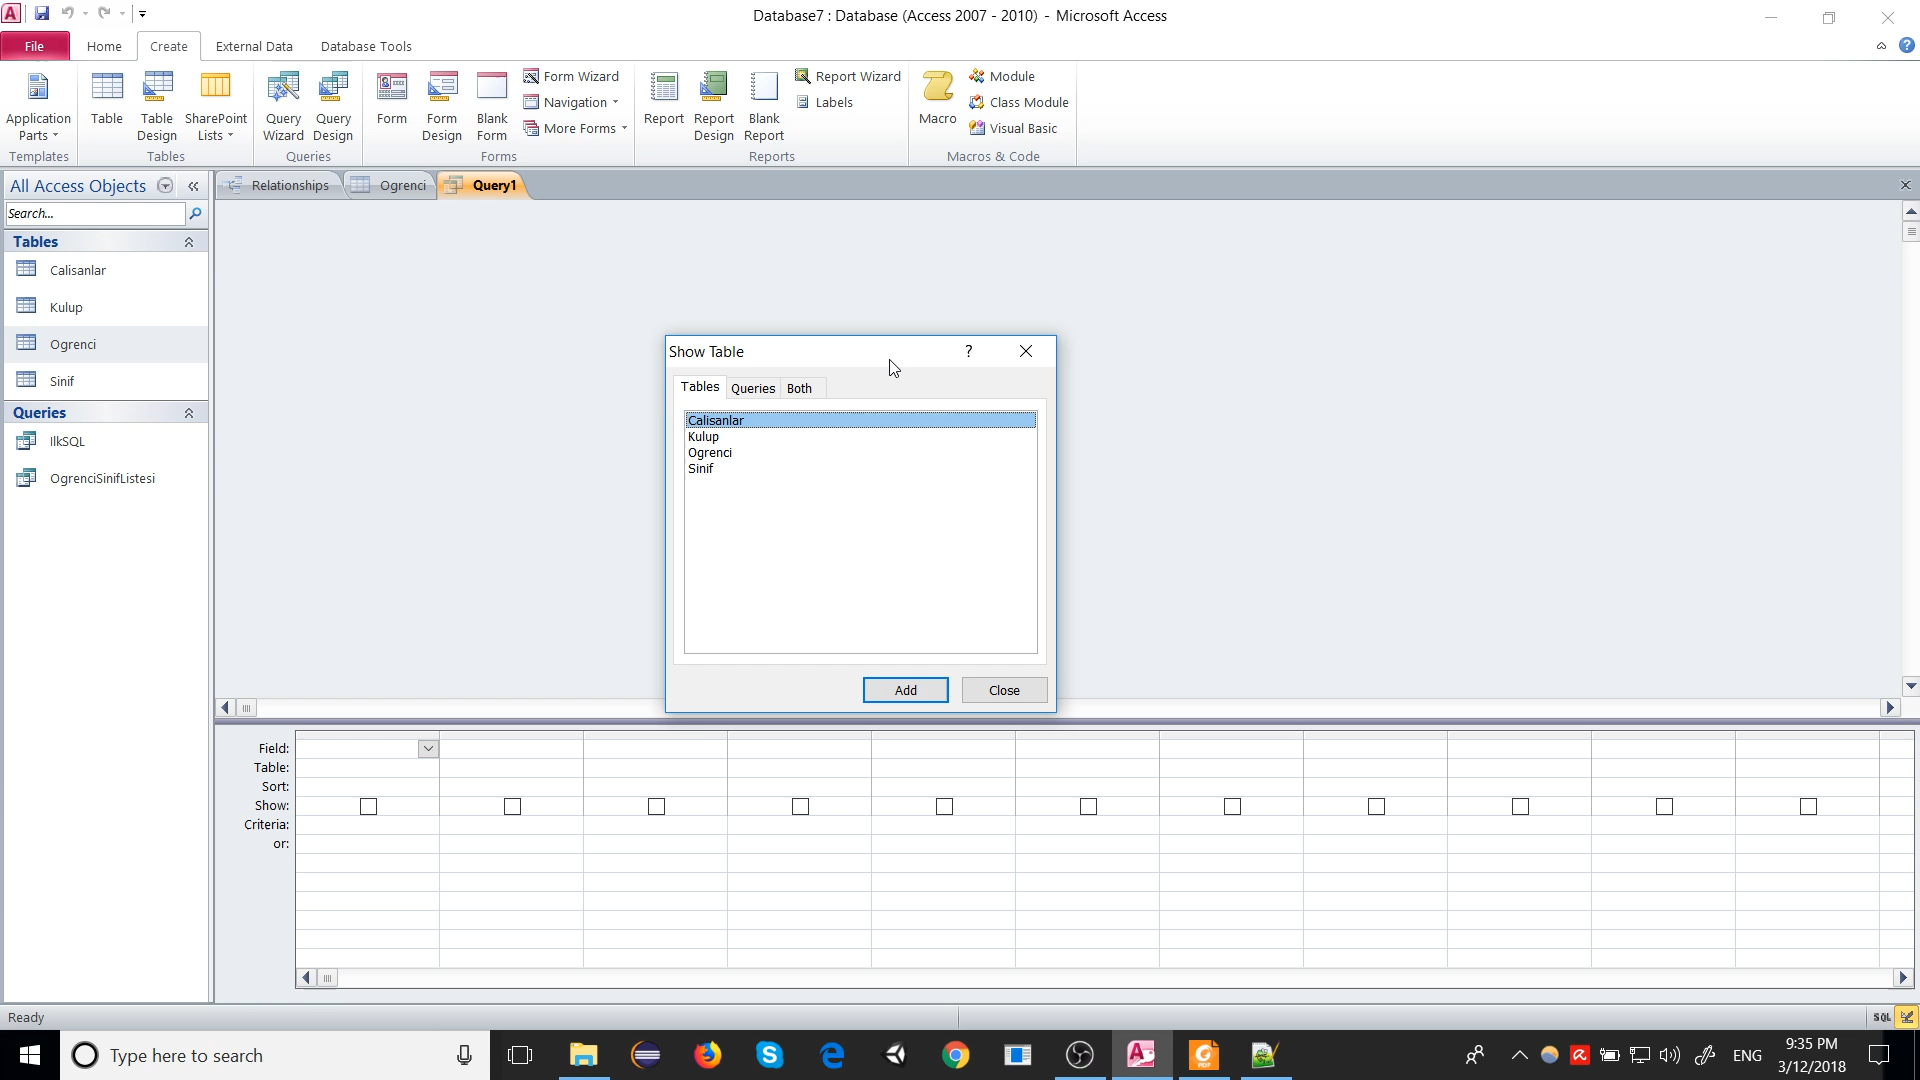 Database7 : Database (Access 2007 - 2010) - Microsoft Access
File Home Create External Data Database Tools
Application Parts
Table
Table Design
SharePoint Lists
Query Wizard
Query Design
Form
Form Design
Blank Form
Form Wizard
Navigation
More Forms
Report
Report Design
Blank Report
Report Wizard
Labels
Macro
Module
Class Module
Visual Basic
Templates Tables Queries Forms Reports Macros & Code
All Access Objects
Search...
Tables
Calisanlar
Kulup
Ogrenci
Sinif
Queries
IlkSQL
OgrenciSinifListesi
Relationships Ogrenci Query1
Show Table ?
Tables Queries Both
Calisanlar
Kulup
Ogrenci
Sinif
Add Close
Field:
Table:
Sort:
Show:
Criteria:
or:
Ready
SQL
Type here to search
ENG
9:35 PM
3/12/2018